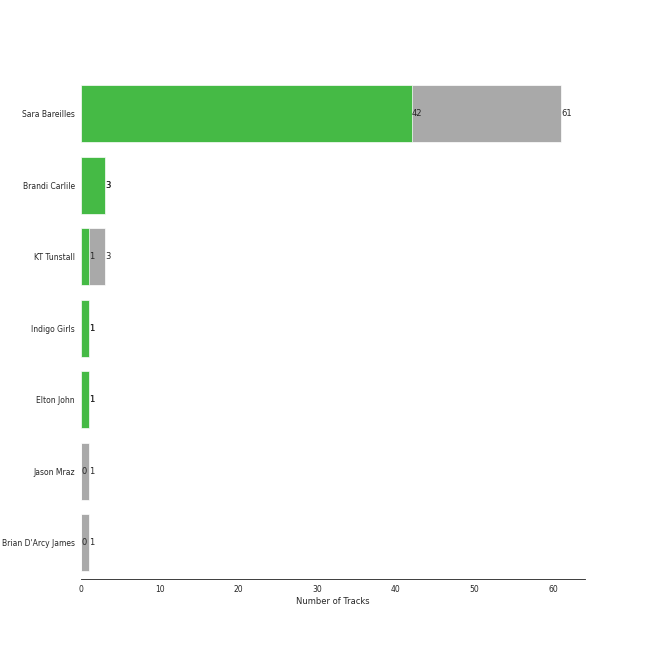 Sara Bareilles 42 61
Brandi Carlile 3
KT Tunstall 1 3
Indigo Girls 1
Elton John 1
Jason Mraz 0 1
Brian D'Arcy James 0 1
0 10 20 30 40 50 60
Number of Tracks